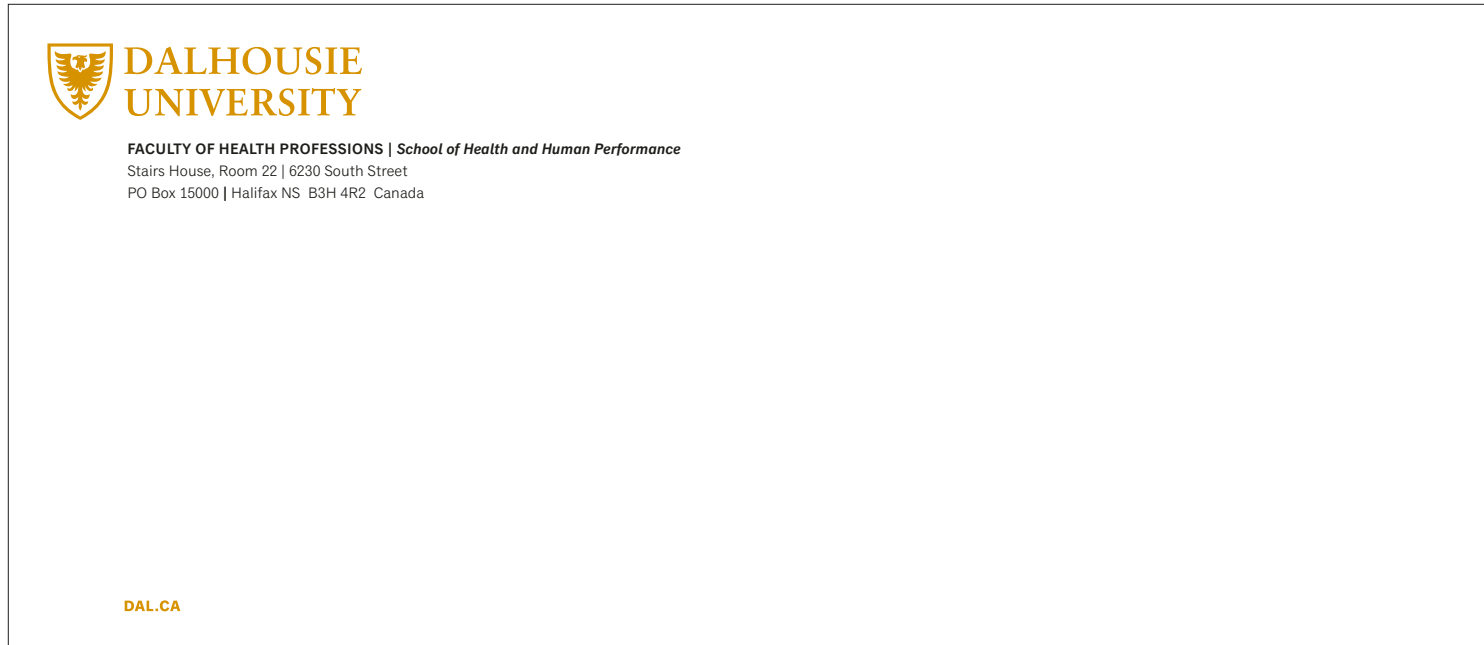 DALHOUSIE
UNIVERSITY
FACULTY OF HEALTH PROFESSIONS | School of Health and Human Performance
Stairs House, Room 22 | 6230 South Street
PO Box 15000 | Halifax NS  B3H 4R2  Canada
DAL.CA